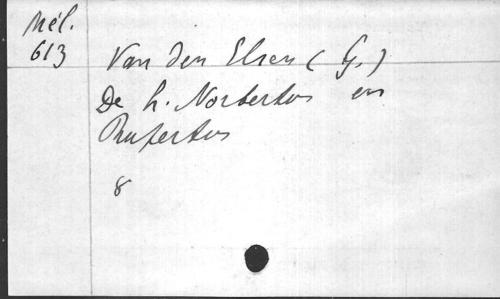 Mél.
613
Van den Elsen (G.)
De h. Norbertus en
Rupertus
8